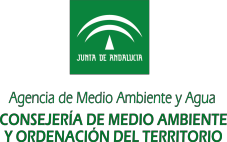 JUNTA DE ANDALUCIA
Agencia de Medio Ambiente y Agua
CONSEJERÍA DE MEDIO AMBIENTE
Y ORDENACIÓN DEL TERRITORIO